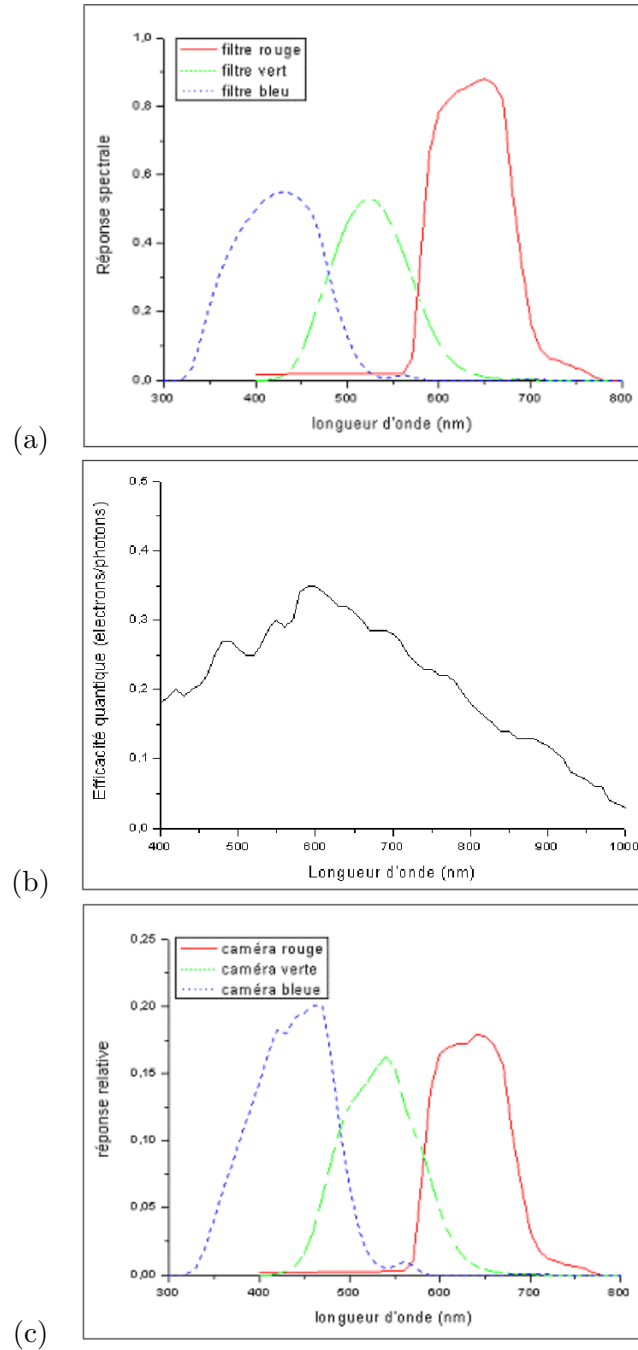 filtre rouge
filtre vert
filtre bleu
1,0
0,8
0,6
0,4
0,2
0,0
Réponse spectrale
300 400 500 600 700 800
longueur d'onde (nm)
(a)
0,5
0,4
0,3
0,2
0,1
0,0
Efficacité quantique (electrons/photons)
400 500 600 700 800 900 1000
Longueur d'onde (nm)
(b)
caméra rouge
caméra verte
caméra bleue
0,25
0,20
0,15
0,10
0,05
0,00
réponse relative
300 400 500 600 700 800
longueur d'onde (nm)
(c)